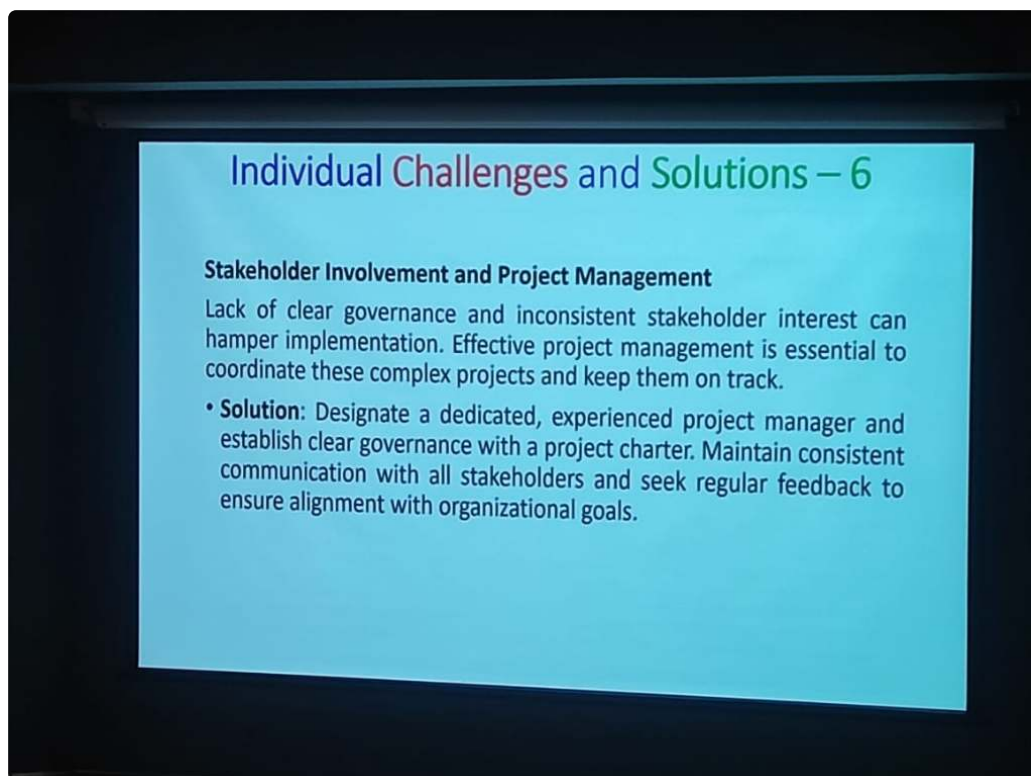 Individual Challenges and Solutions – 6
Stakeholder Involvement and Project Management
Lack of clear governance and inconsistent stakeholder interest can
hamper implementation. Effective project management is essential to
coordinate these complex projects and keep them on track.
• Solution: Designate a dedicated, experienced project manager and
establish clear governance with a project charter. Maintain consistent
communication with all stakeholders and seek regular feedback to
ensure alignment with organizational goals.